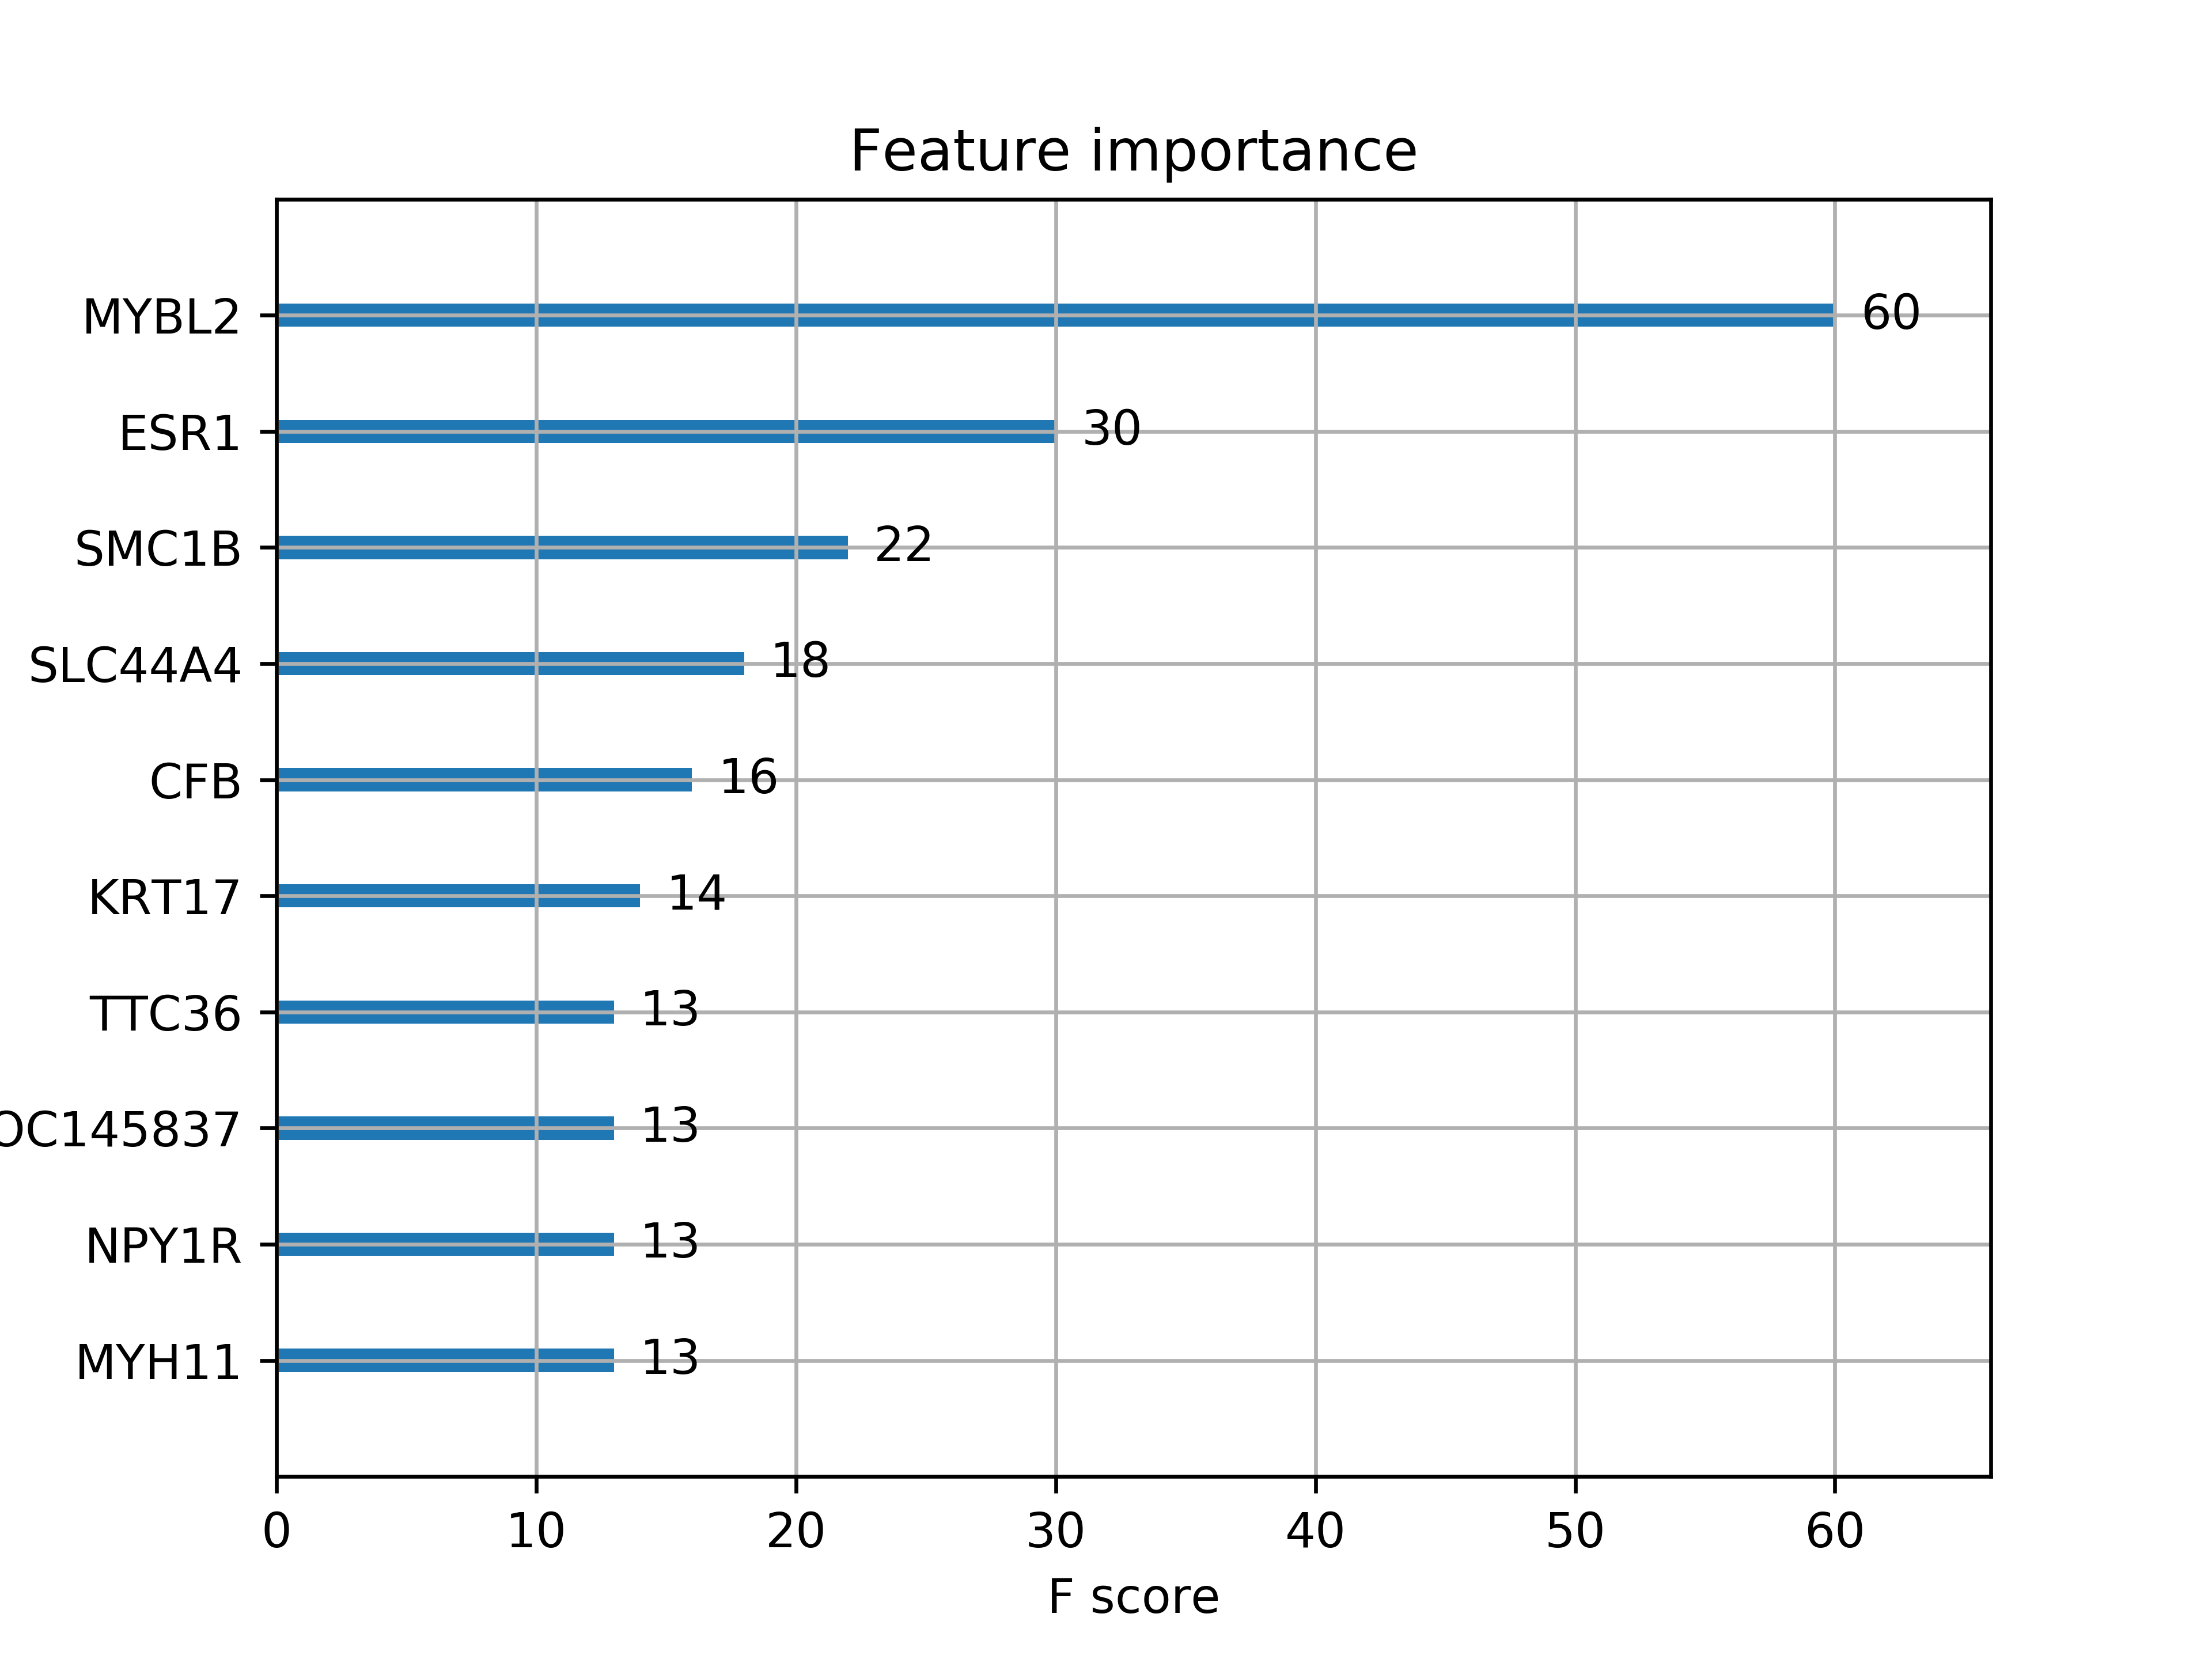 Feature importance
MYBL2 60
ESR1 30
SMC1B 22
SLC44A4 18
CFB 16
KRT17 14
TTC36 13
OC145837 13
NPY1R 13
MYH11 13
0 10 20 30 40 50 60
F score